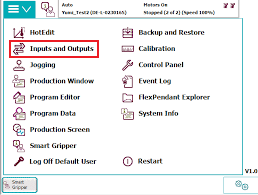 Auto
Motors On
Yumi_Test2 (DE-L-0230165)
Stopped (2 of 2) (Speed 100%)
HotEdit
Backup and Restore
Inputs and Outputs
Calibration
Jogging
Control Panel
Production Window
Event Log
Program Editor
FlexPendant Explorer
Program Data
System Info
Production Screen
Smart Gripper
Log Off Default User
Restart
V1.0
Smart
Gripper